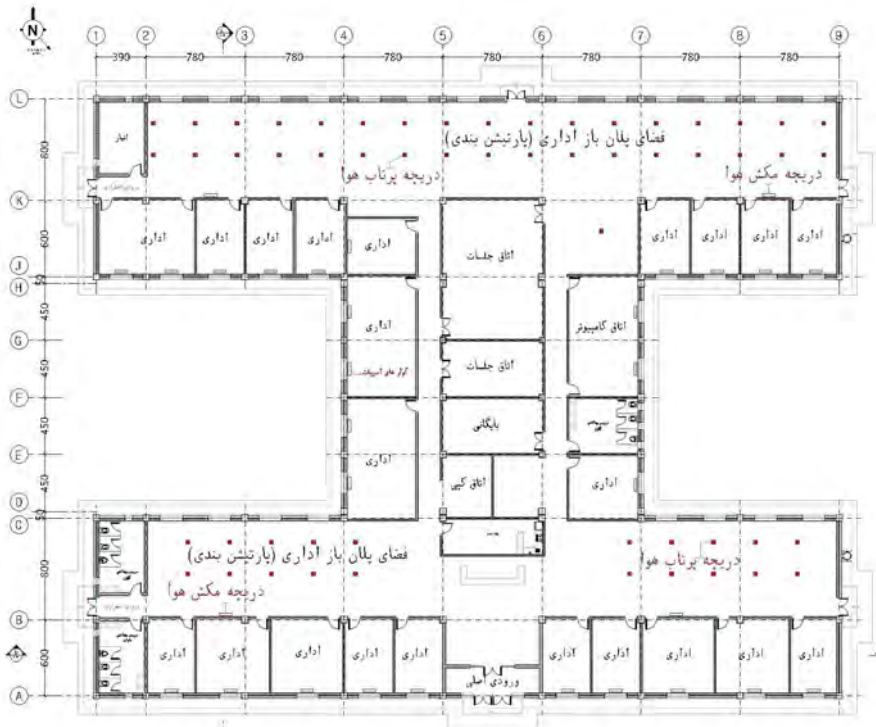 N
1 2 3 4 5 6 7 8 9
390 780 780 780 780 780 780 780
L
800
انبار
فضای پلان باز اداری (پارتیشن بندی)
دریچه پرتاب هوا
دریچه مکش هوا
K
600
اداری اداری اداری اداری اداری
اتاق جلسات
اداری اداری اداری اداری
J
50
H
450
اداری
اتاق کامپیوتر
G
450
کولر های اسپیلت
اتاق جلسات
F
450
بایگانی
E
450
اداری
اتاق کپی
اداری
D
50
C
800
فضای پلان باز اداری (پارتیشن بندی)
دریچه پرتاب هوا
دریچه مکش هوا
B
600
اداری اداری اداری اداری اداری
ورودی اصلی
اداری اداری اداری اداری اداری
A